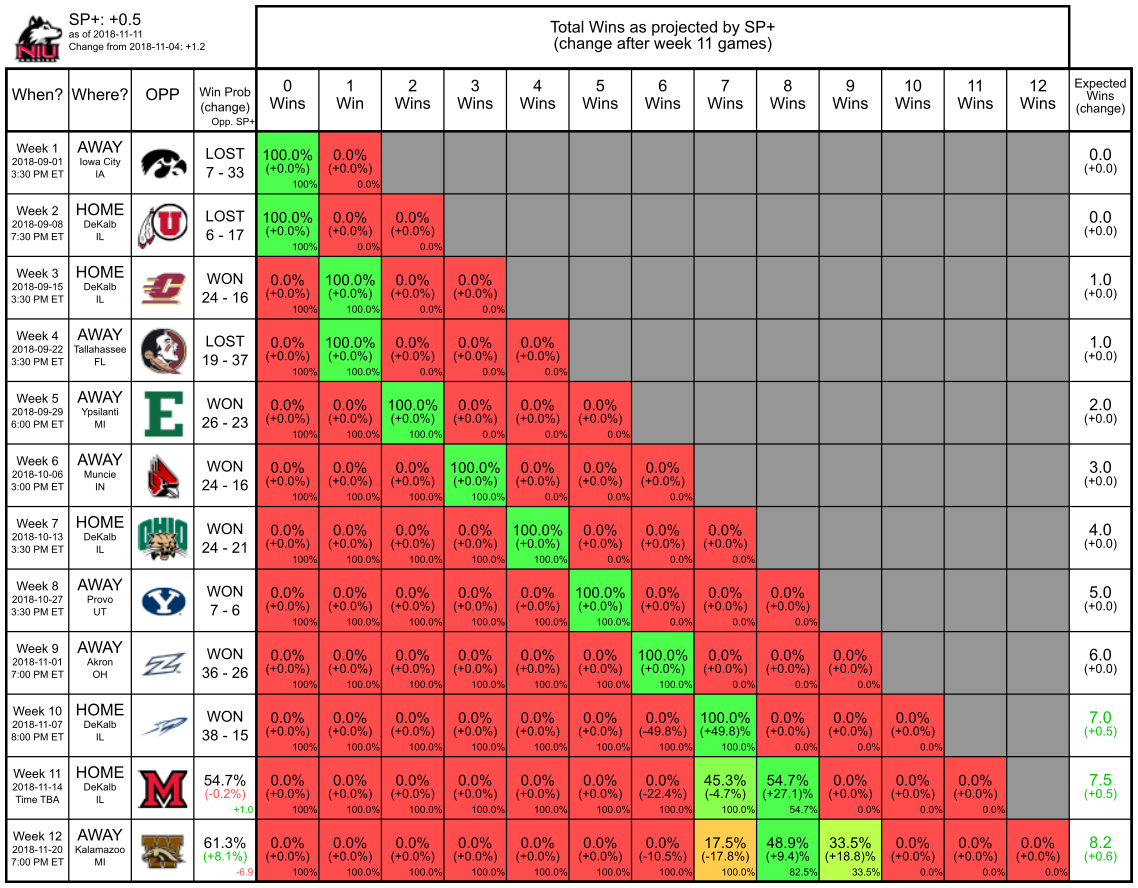 SP+: +0.5
as of 2018-11-11
Change from 2018-11-04: +1.2
NIU
HUSKIES
Total Wins as projected by SP+
(change after week 11 games)
When? Where? OPP Win Prob (change) Opp. SP+ 0 Wins 1 Win 2 Wins 3 Wins 4 Wins 5 Wins 6 Wins 7 Wins 8 Wins 9 Wins 10 Wins 11 Wins 12 Wins Expected Wins (change)
Week 1 AWAY LOST 100.0% 0.0% 0.0
2018-09-01 Iowa City (+0.0%) (+0.0%) (+0.0)
3:30 PM ET IA 7 - 33 100% 0.0%
Week 2 HOME U LOST 100.0% 0.0% 0.0% 0.0
2018-09-08 DeKalb (+0.0%) (+0.0%) (+0.0%) (+0.0)
7:30 PM ET IL 6 - 17 100% 0.0% 0.0%
Week 3 HOME C WON 0.0% 100.0% 0.0% 0.0% 1.0
2018-09-15 DeKalb (+0.0%) (+0.0%) (+0.0%) (+0.0%) (+0.0)
3:30 PM ET IL 24 - 16 100% 100.0% 0.0% 0.0%
Week 4 AWAY LOST 0.0% 100.0% 0.0% 0.0% 0.0% 1.0
2018-09-22 Tallahassee (+0.0%) (+0.0%) (+0.0%) (+0.0%) (+0.0%) (+0.0)
3:30 PM ET FL 19 - 37 100% 100.0% 0.0% 0.0% 0.0%
Week 5 AWAY E WON 0.0% 0.0% 100.0% 0.0% 0.0% 0.0% 2.0
2018-09-29 Ypsilanti (+0.0%) (+0.0%) (+0.0%) (+0.0%) (+0.0%) (+0.0%) (+0.0)
6:00 PM ET MI 26 - 23 100% 100.0% 100.0% 0.0% 0.0% 0.0%
Week 6 AWAY WON 0.0% 0.0% 0.0% 100.0% 0.0% 0.0% 0.0% 3.0
2018-10-06 Muncie (+0.0%) (+0.0%) (+0.0%) (+0.0%) (+0.0%) (+0.0%) (+0.0%) (+0.0)
3:00 PM ET IN 24 - 16 100% 100.0% 100.0% 100.0% 0.0% 0.0% 0.0%
Week 7 HOME OHIO WON 0.0% 0.0% 0.0% 0.0% 100.0% 0.0% 0.0% 0.0% 4.0
2018-10-13 DeKalb (+0.0%) (+0.0%) (+0.0%) (+0.0%) (+0.0%) (+0.0%) (+0.0%) (+0.0%) (+0.0)
3:30 PM ET IL 24 - 21 100% 100.0% 100.0% 100.0% 100.0% 0.0% 0.0% 0.0%
Week 8 AWAY Y WON 0.0% 0.0% 0.0% 0.0% 0.0% 100.0% 0.0% 0.0% 0.0% 5.0
2018-10-27 Provo (+0.0%) (+0.0%) (+0.0%) (+0.0%) (+0.0%) (+0.0%) (+0.0%) (+0.0%) (+0.0%) (+0.0)
3:30 PM ET UT 7 - 6 100% 100.0% 100.0% 100.0% 100.0% 100.0% 0.0% 0.0% 0.0%
Week 9 AWAY Z WON 0.0% 0.0% 0.0% 0.0% 0.0% 0.0% 100.0% 0.0% 0.0% 0.0% 6.0
2018-11-01 Akron (+0.0%) (+0.0%) (+0.0%) (+0.0%) (+0.0%) (+0.0%) (+0.0%) (+0.0%) (+0.0%) (+0.0%) (+0.0)
7:00 PM ET OH 36 - 26 100% 100.0% 100.0% 100.0% 100.0% 100.0% 100.0% 0.0% 0.0% 0.0%
Week 10 HOME WON 0.0% 0.0% 0.0% 0.0% 0.0% 0.0% 0.0% 100.0% 0.0% 0.0% 0.0% 7.0
2018-11-07 DeKalb (+0.0%) (+0.0%) (+0.0%) (+0.0%) (+0.0%) (+0.0%) (-49.8%) (+49.8)% (+0.0%) (+0.0%) (+0.0%) (+0.5)
8:00 PM ET IL 38 - 15 100% 100.0% 100.0% 100.0% 100.0% 100.0% 100.0% 100.0% 0.0% 0.0% 0.0%
Week 11 HOME M 54.7% 0.0% 0.0% 0.0% 0.0% 0.0% 0.0% 0.0% 45.3% 54.7% 0.0% 0.0% 0.0% 7.5
2018-11-14 DeKalb (-0.2%) (+0.0%) (+0.0%) (+0.0%) (+0.0%) (+0.0%) (+0.0%) (-22.4%) (-4.7%) (+27.1)% (+0.0%) (+0.0%) (+0.0%) (+0.5)
Time TBA IL +1.0 100% 100.0% 100.0% 100.0% 100.0% 100.0% 100.0% 100.0% 54.7% 0.0% 0.0% 0.0%
Week 12 AWAY W 61.3% 0.0% 0.0% 0.0% 0.0% 0.0% 0.0% 0.0% 17.5% 48.9% 33.5% 0.0% 0.0% 0.0% 8.2
2018-11-20 Kalamazoo (+8.1%) (+0.0%) (+0.0%) (+0.0%) (+0.0%) (+0.0%) (+0.0%) (-10.5%) (-17.8%) (+9.4)% (+18.8)% (+0.0%) (+0.0%) (+0.0%) (+0.6)
7:00 PM ET MI -6.9 100% 100.0% 100.0% 100.0% 100.0% 100.0% 100.0% 100.0% 82.5% 33.5% 0.0% 0.0% 0.0%